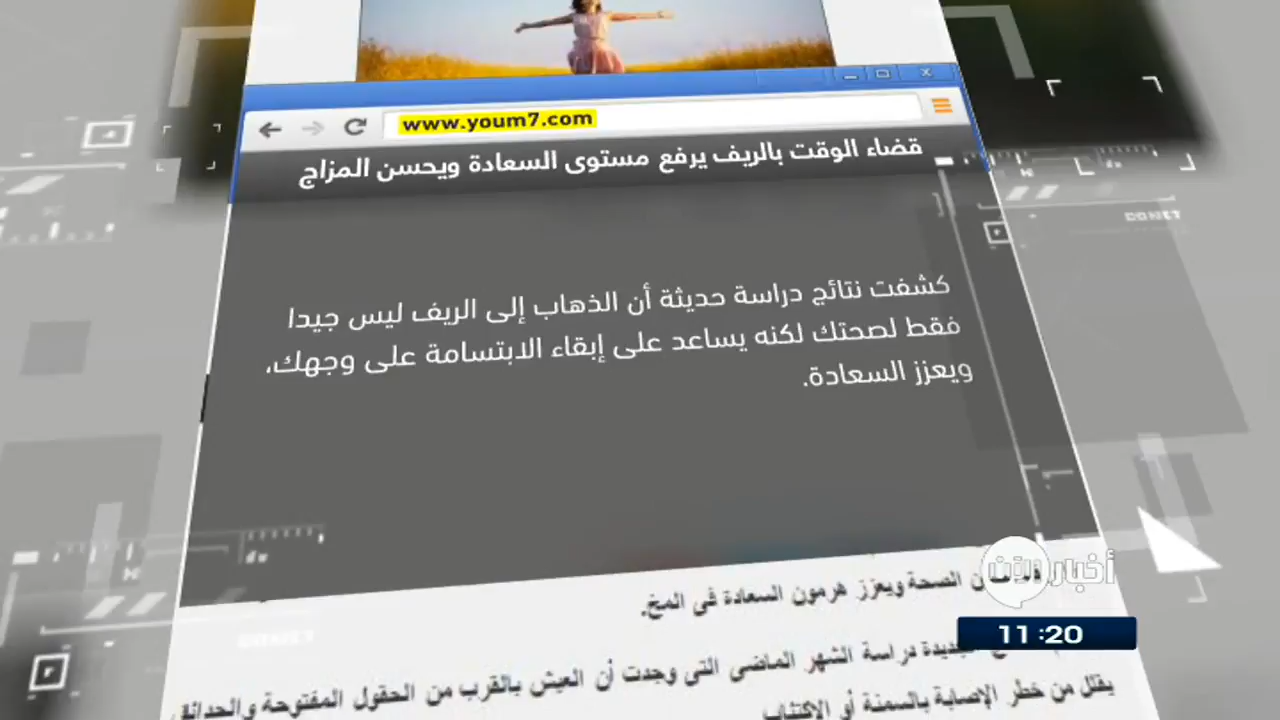 www.youm7.com
قضاء الوقت بالريف يرفع مستوى السعادة ويحسن المزاج
كشفت نتائج دراسة حديثة أن الذهاب إلى الريف ليس جيدا
فقط لصحتك لكنه يساعد على إبقاء الابتسامة على وجهك،
ويعزز السعادة.
الصحة ويعزز هرمون السعادة فى المخ.
دراسة الشهر الماضى التى وجدت أن العيش بالقرب من الحقول المفتوحة والحدائق
يقلل من خطر الإصابة بالسمنة أو الاكتئاب
أخبار الآن
11:20